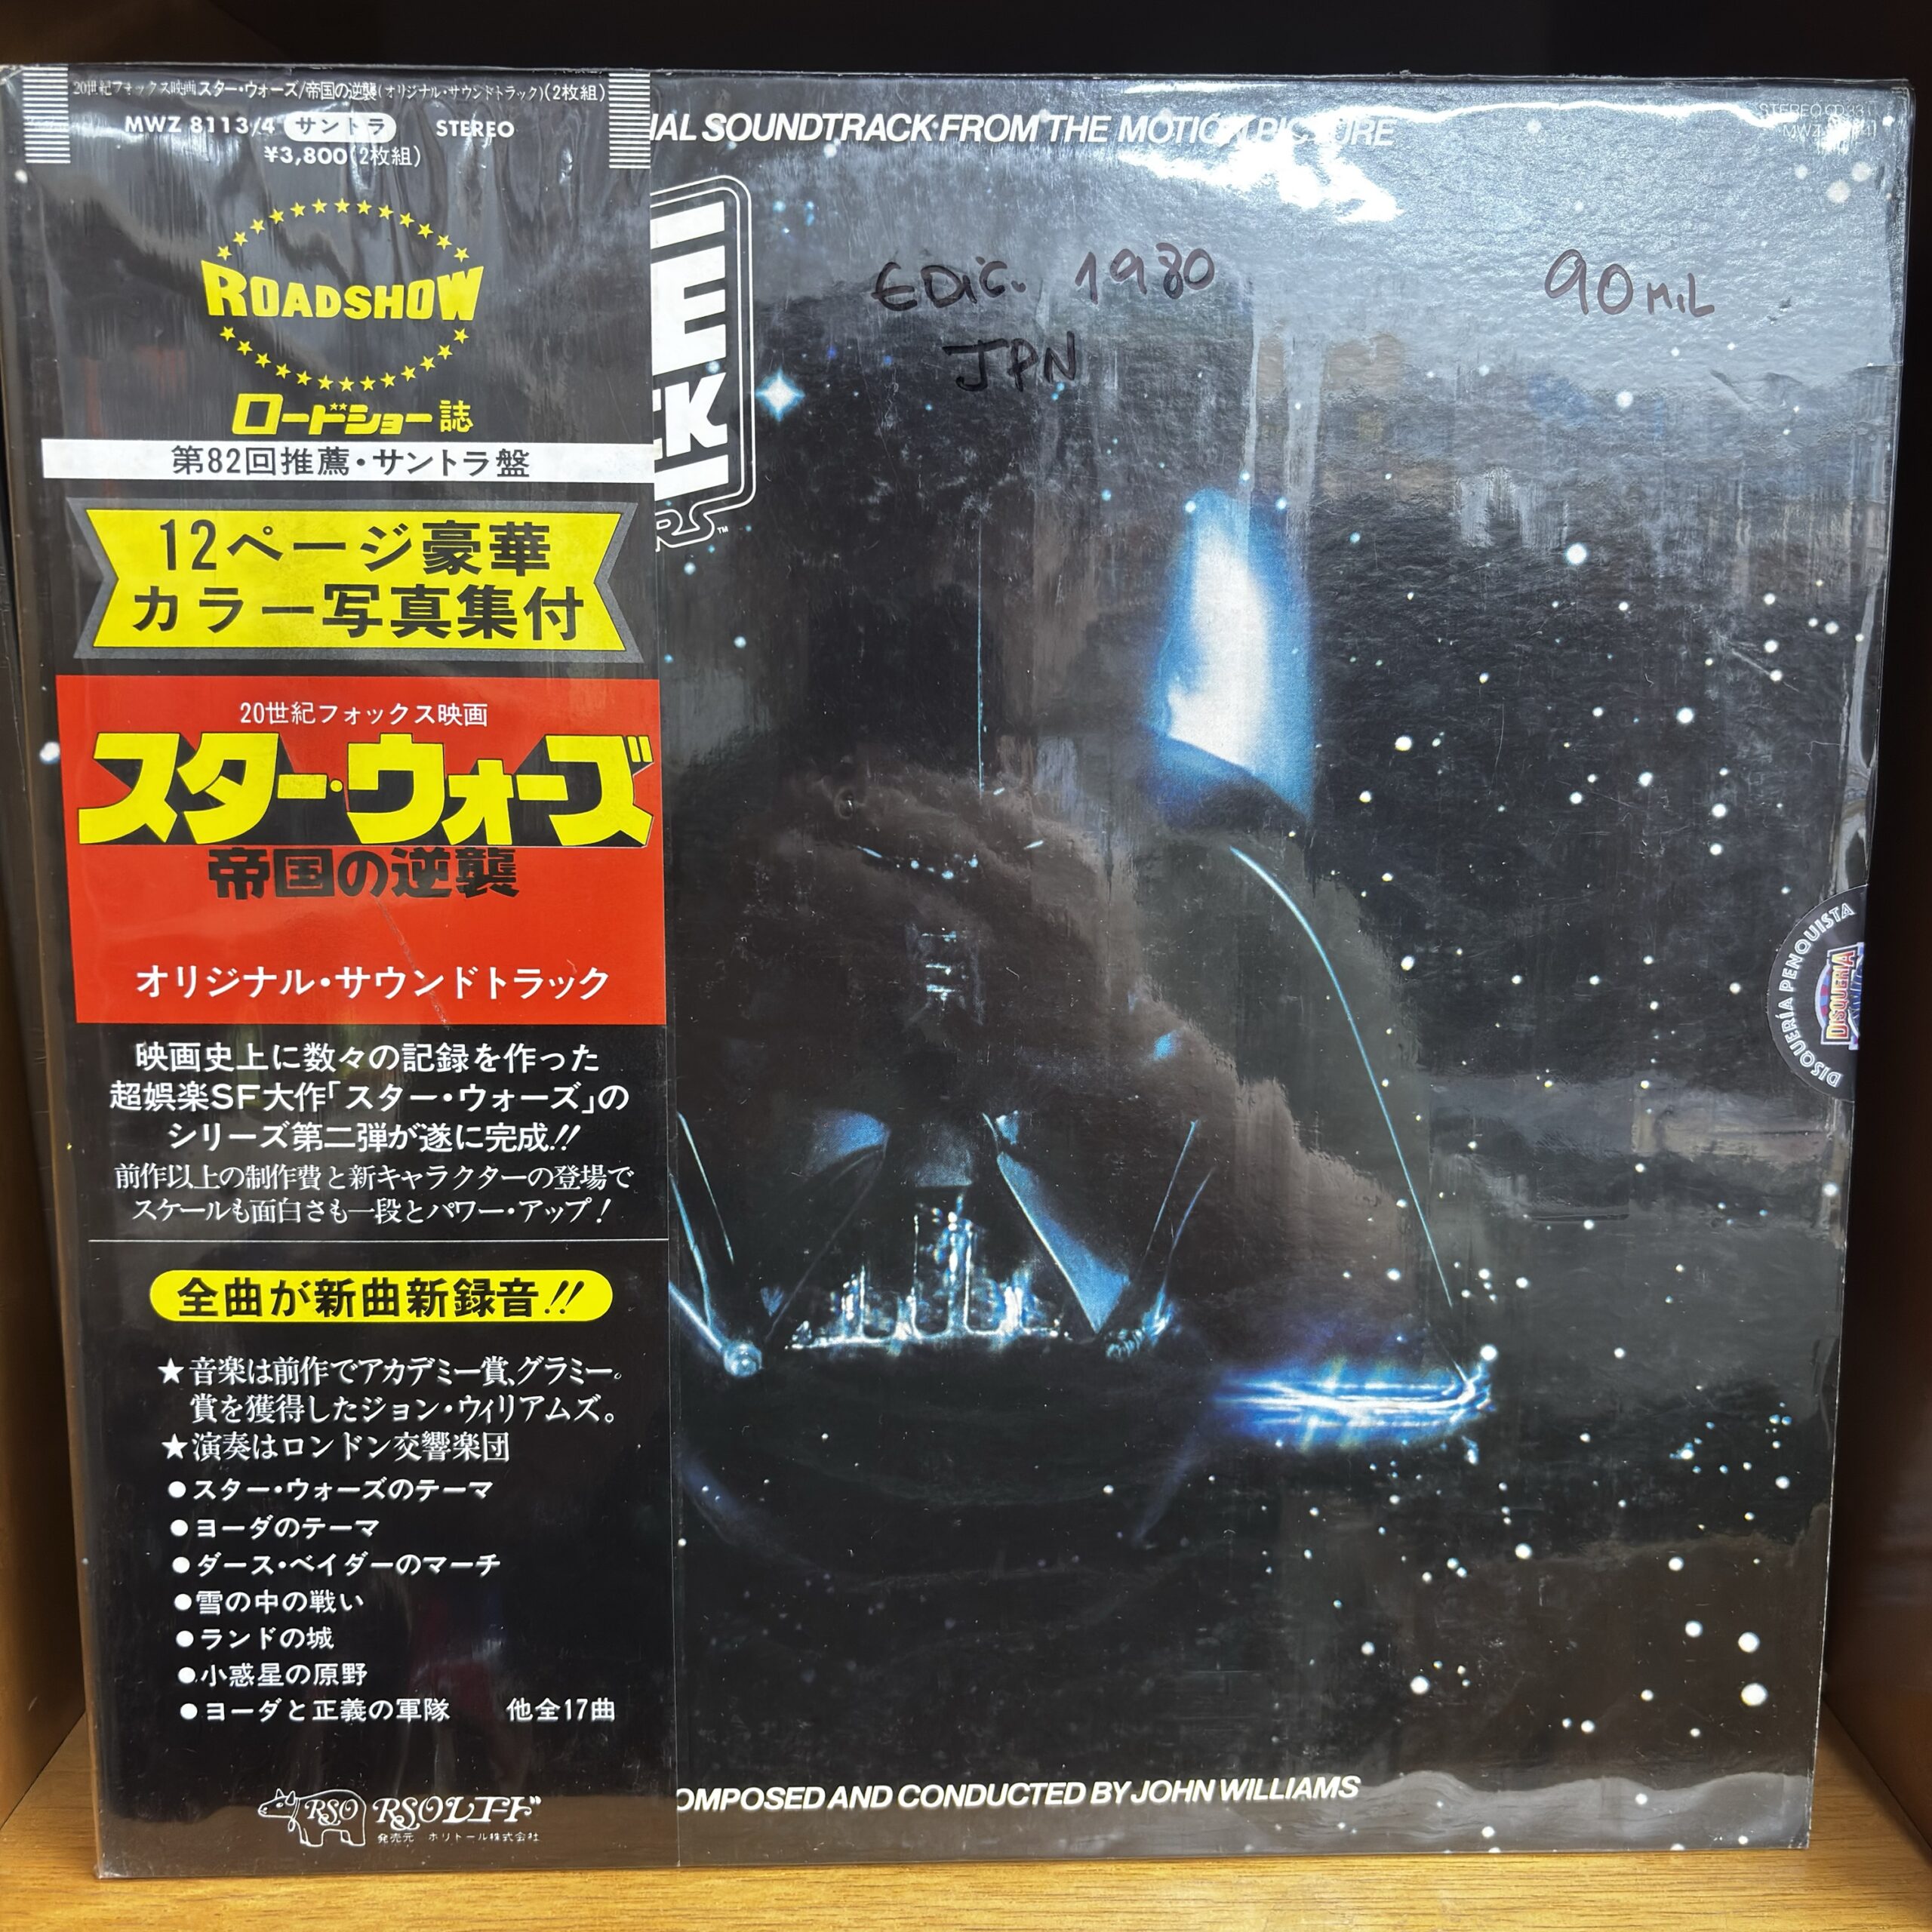 20世紀フォックス映画 スター・ウォーズ/帝国の逆襲(オリジナル・サウンドトラック)(2枚組)
MWZ 8113/4 サントラ STEREO
¥3,800(2枚組)
ROADSHOW
ロードショー誌
第82回推薦・サントラ盤
12ページ豪華
カラー写真集付
20世紀フォックス映画
スター・ウォーズ
帝国の逆襲
オリジナル・サウンドトラック
映画史上に数々の記録を作った
超娯楽SF大作「スター・ウォーズ」の
シリーズ第二弾が遂に完成!!
前作以上の制作費と新キャラクターの登場で
スケールも面白さも一段とパワー・アップ!
全曲が新曲新録音!!
★音楽は前作でアカデミー賞、グラミー。
賞を獲得したジョン・ウィリアムズ。
★演奏はロンドン交響楽団
●スター・ウォーズのテーマ
●ヨーダのテーマ
●ダース・ベイダーのマーチ
●雪の中の戦い
●ランドの城
●小惑星の原野
●ヨーダと正義の軍隊 他全17曲
RSO RSOレコード
発売元 ポリドール株式会社
NAL SOUNDTRACK·FROM THE MOTION PICTURE
STEREO
MWZ
E
CK
RS™
EDIC. 1980
JPN
90 MIL
DISQUERÍA PENQUISTA
DISQUERIA
OMPOSED AND CONDUCTED BY JOHN WILLIAMS